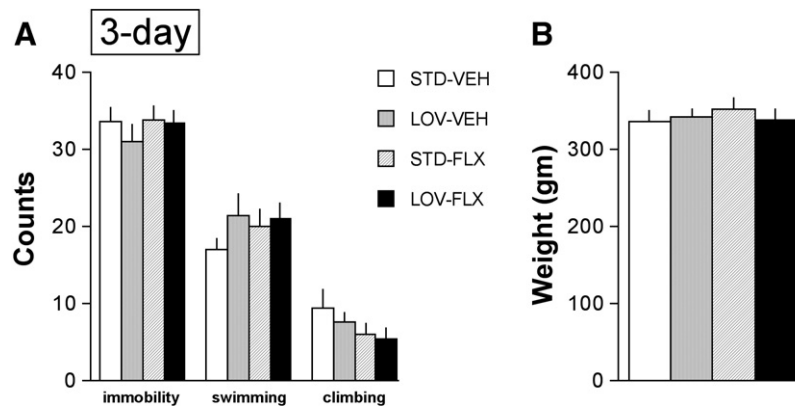 A
3-day
B
40
30
20
10
0
Counts
STD-VEH
LOV-VEH
STD-FLX
LOV-FLX
immobility
swimming
climbing
400
300
200
100
0
Weight (gm)